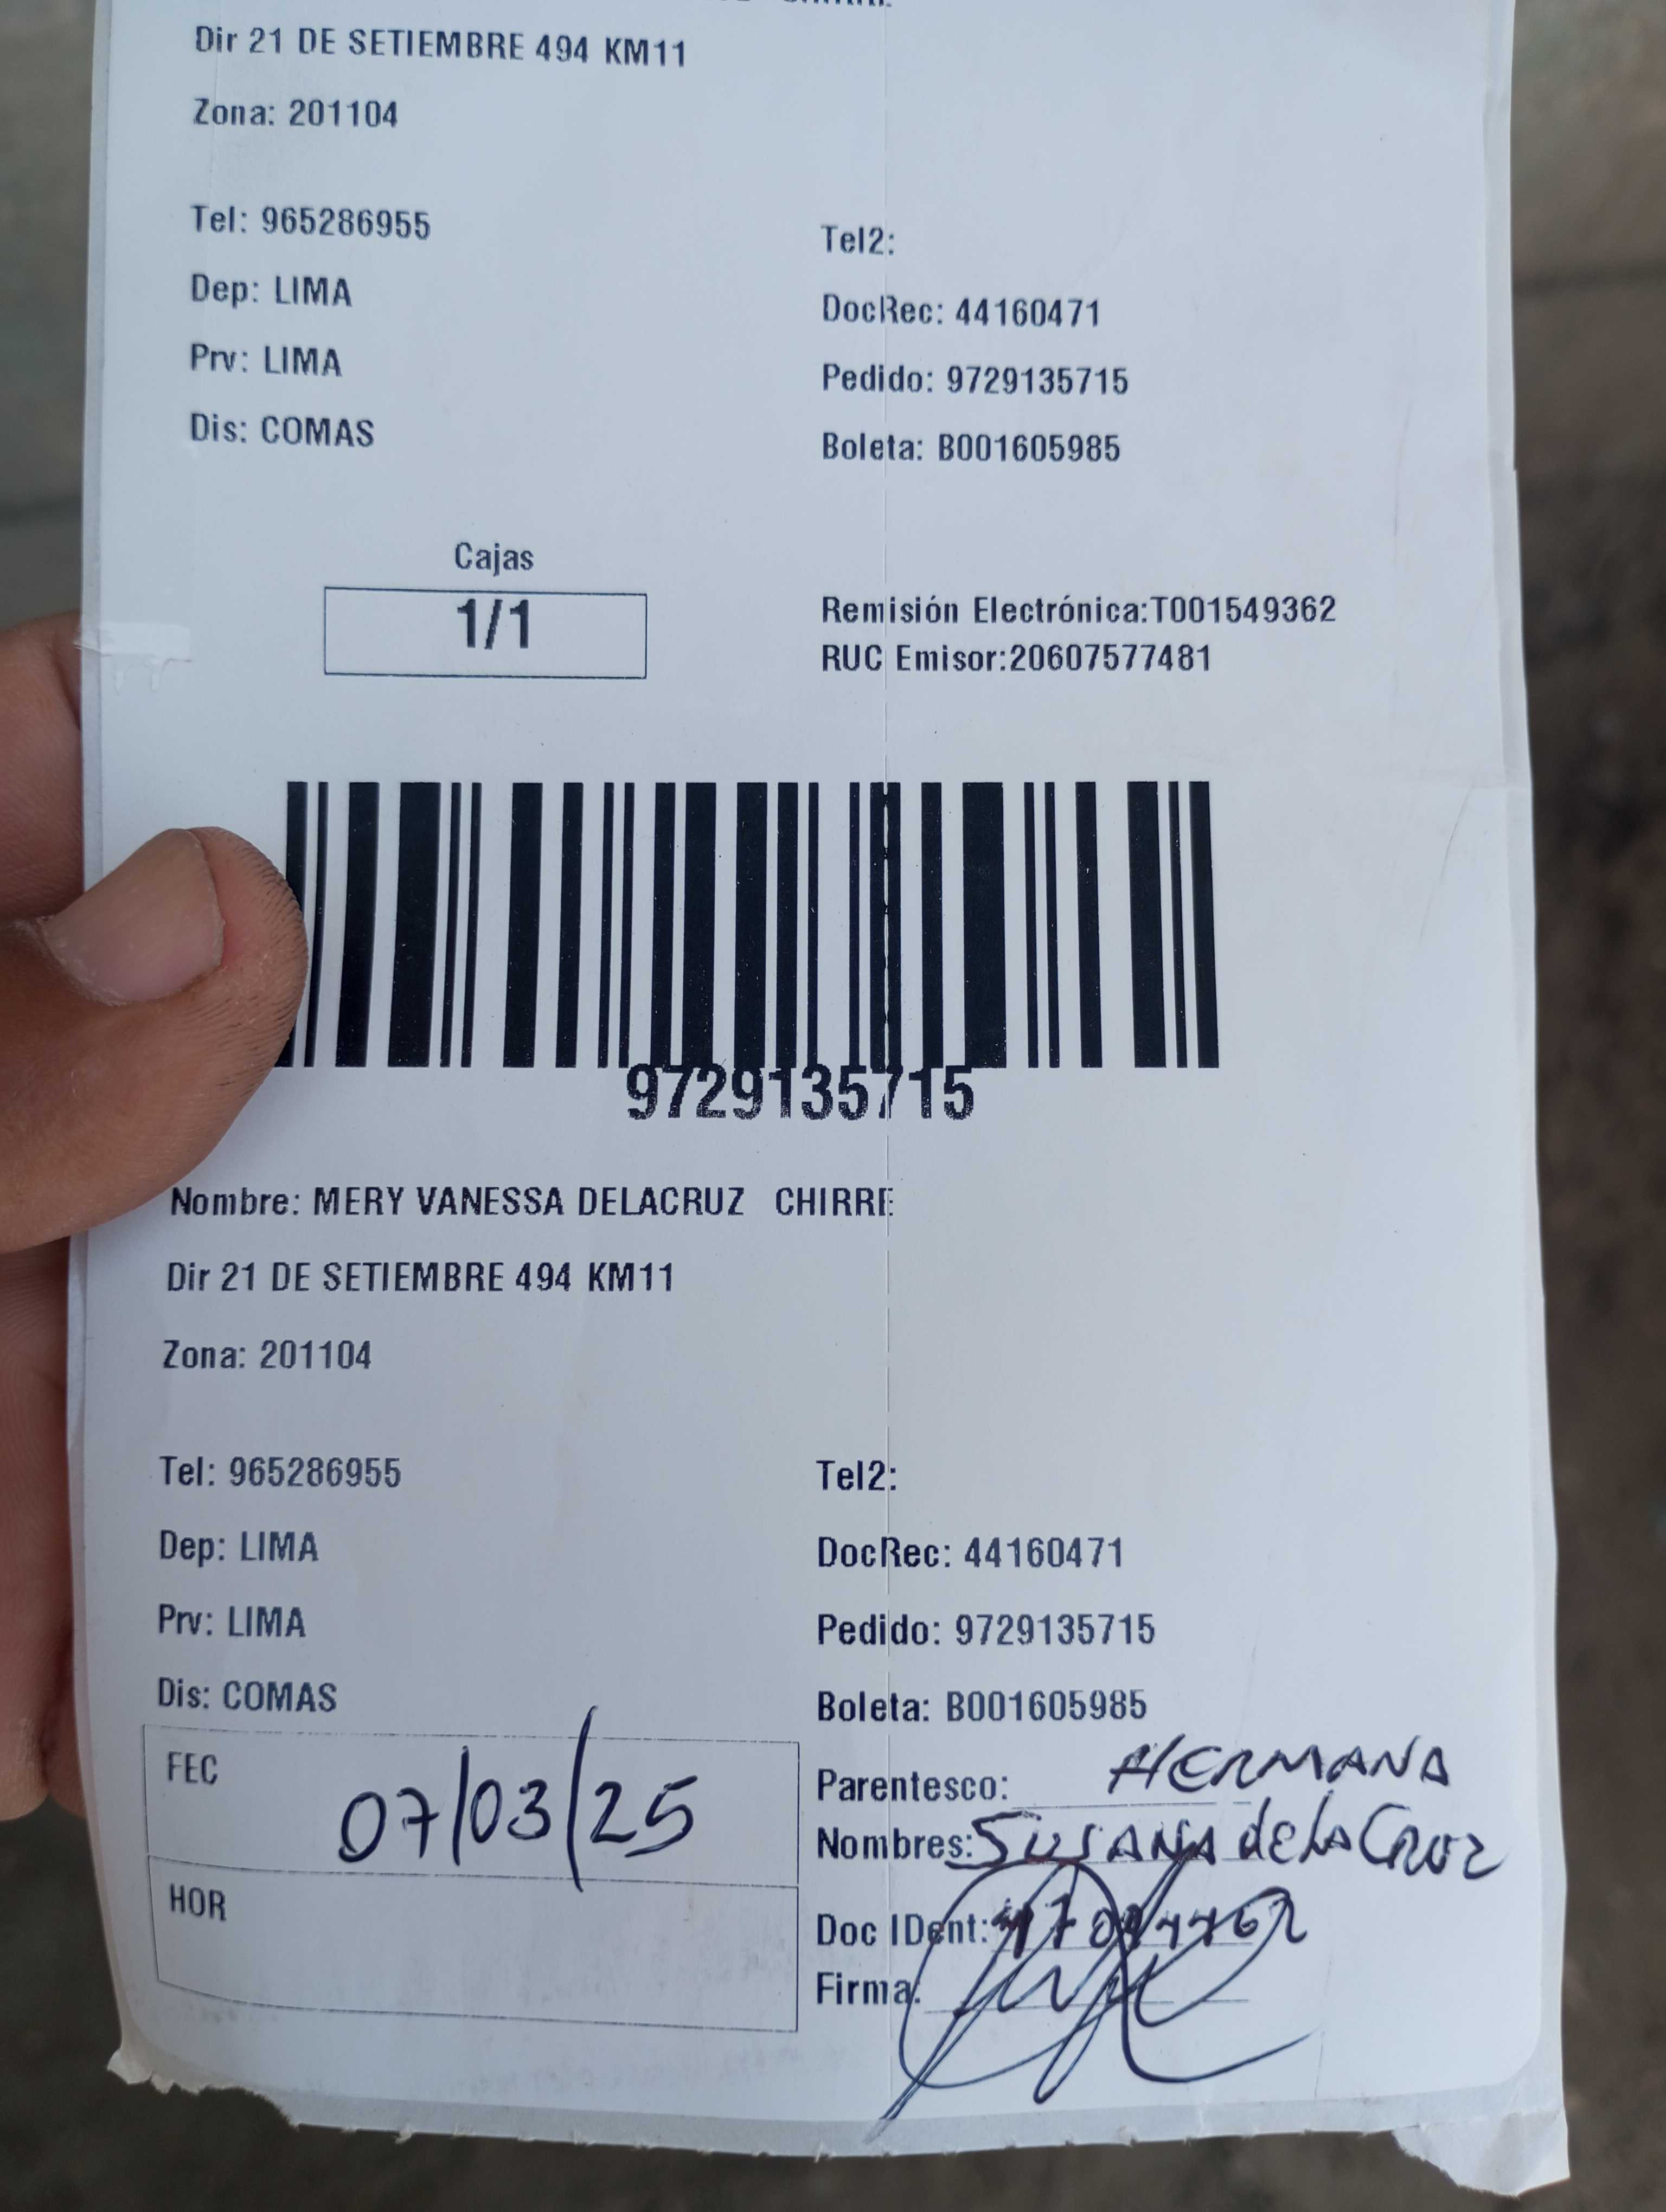 Dir 21 DE SETIEMBRE 494 KM11
Zona: 201104
Tel: 965286955
Tel2:
Dep: LIMA
DocRec: 44160471
Prv: LIMA
Pedido: 9729135715
Dis: COMAS
Boleta: B001605985
Cajas
1/1
Remisión Electrónica:T001549362
RUC Emisor:20607577481
9729135715
Nombre: MERY VANESSA DELACRUZ CHIRRE
Dir 21 DE SETIEMBRE 494 KM11
Zona: 201104
Tel: 965286955
Tel2:
Dep: LIMA
DocRec: 44160471
Prv: LIMA
Pedido: 9729135715
Dis: COMAS
Boleta: B001605985
FEC 07/03/25
Parentesco: HERMANA
Nombres: SUSANA de la CRUZ
HOR
Doc IDent:
Firma: